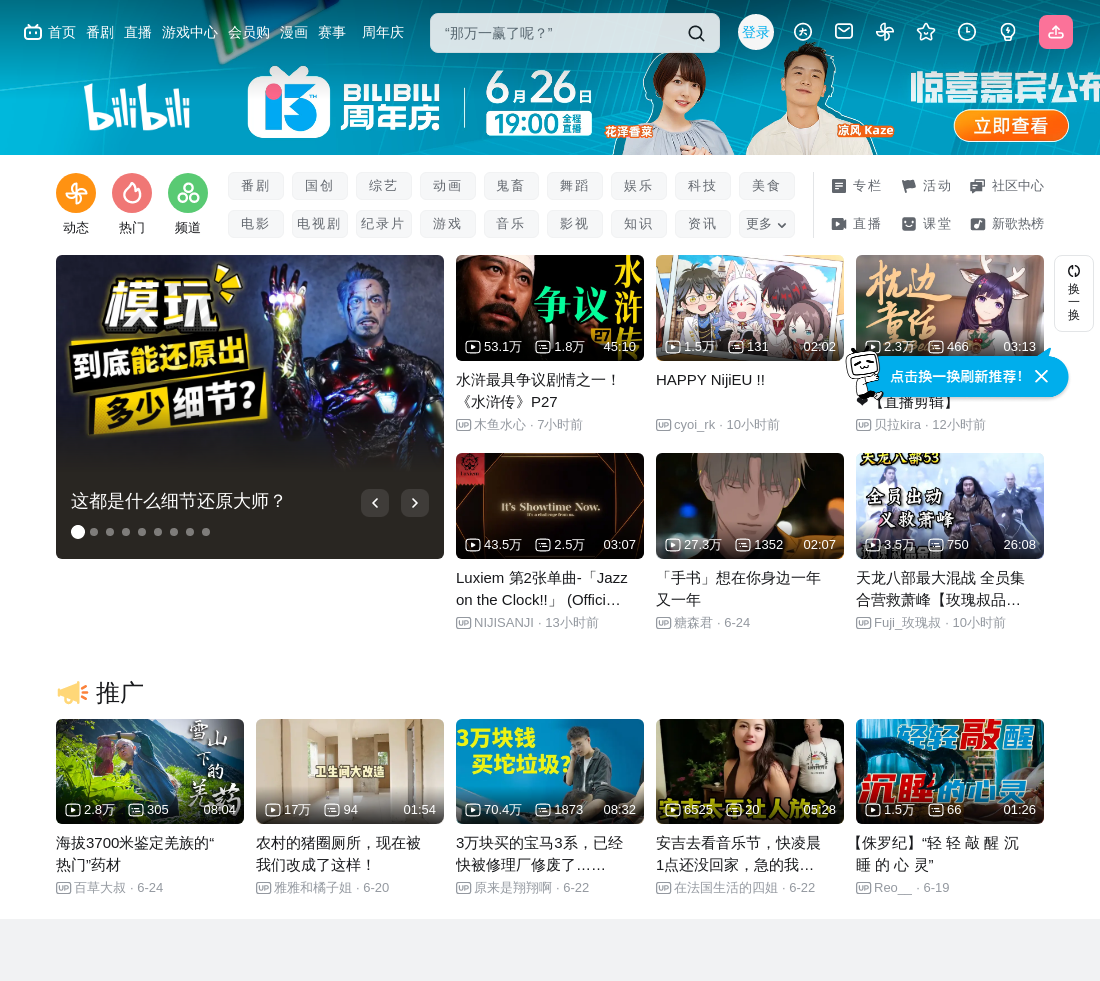 首页 番剧 直播 游戏中心 会员购 漫画 赛事 周年庆
“那万一赢了呢？”
登录
bilibili
13
TM
BILIBILI
周年庆
6月26日
19:00 全程直播
花泽香菜
凉风 Kaze
惊喜嘉宾公布
立即查看
动态
热门
频道
番剧 国创 综艺 动画 鬼畜 舞蹈 娱乐 科技 美食
电影 电视剧 纪录片 游戏 音乐 影视 知识 资讯 更多
专栏 活动 社区中心
直播 课堂 新歌热榜
换一换
模玩
到底能还原出
多少细节?
这都是什么细节还原大师？
水浒传
争议
27
53.1万 1.8万 45:10
水浒最具争议剧情之一！
《水浒传》P27
UP 木鱼水心 · 7小时前
1.5万 131 02:02
HAPPY NijiEU !!
UP cyoi_rk · 10小时前
枕边童话
2.3万 466 03:13
点击换一换刷新推荐！
【直播剪辑】
UP 贝拉kira · 12小时前
Luxiem
It's Showtime Now.
43.5万 2.5万 03:07
Luxiem 第2张单曲-「Jazz
on the Clock!!」 (Offici…
UP NIJISANJI · 13小时前
27.3万 1352 02:07
「手书」想在你身边一年
又一年
UP 糖森君 · 6-24
天龙八部53
全员出动
义救萧峰
3.5万 750 26:08
天龙八部最大混战 全员集
合营救萧峰【玫瑰叔品…
UP Fuji_玫瑰叔 · 10小时前
推广
雪山下的羌药
2.8万 305 08:04
海拔3700米鉴定羌族的“
热门”药材
UP 百草大叔 · 6-24
卫生间大改造
17万 94 01:54
农村的猪圈厕所，现在被
我们改成了这样！
UP 雅雅和橘子姐 · 6-20
3万块钱
买坨垃圾?
70.4万 1873 08:32
3万块买的宝马3系，已经
快被修理厂修废了……
UP 原来是翔翔啊 · 6-22
安吉太不让人放心
6525 20 05:28
安吉去看音乐节，快凌晨
1点还没回家，急的我…
UP 在法国生活的四姐 · 6-22
轻轻敲醒
沉睡的心灵
1.5万 66 01:26
【侏罗纪】“轻 轻 敲 醒 沉
睡 的 心 灵”
UP Reo__ · 6-19